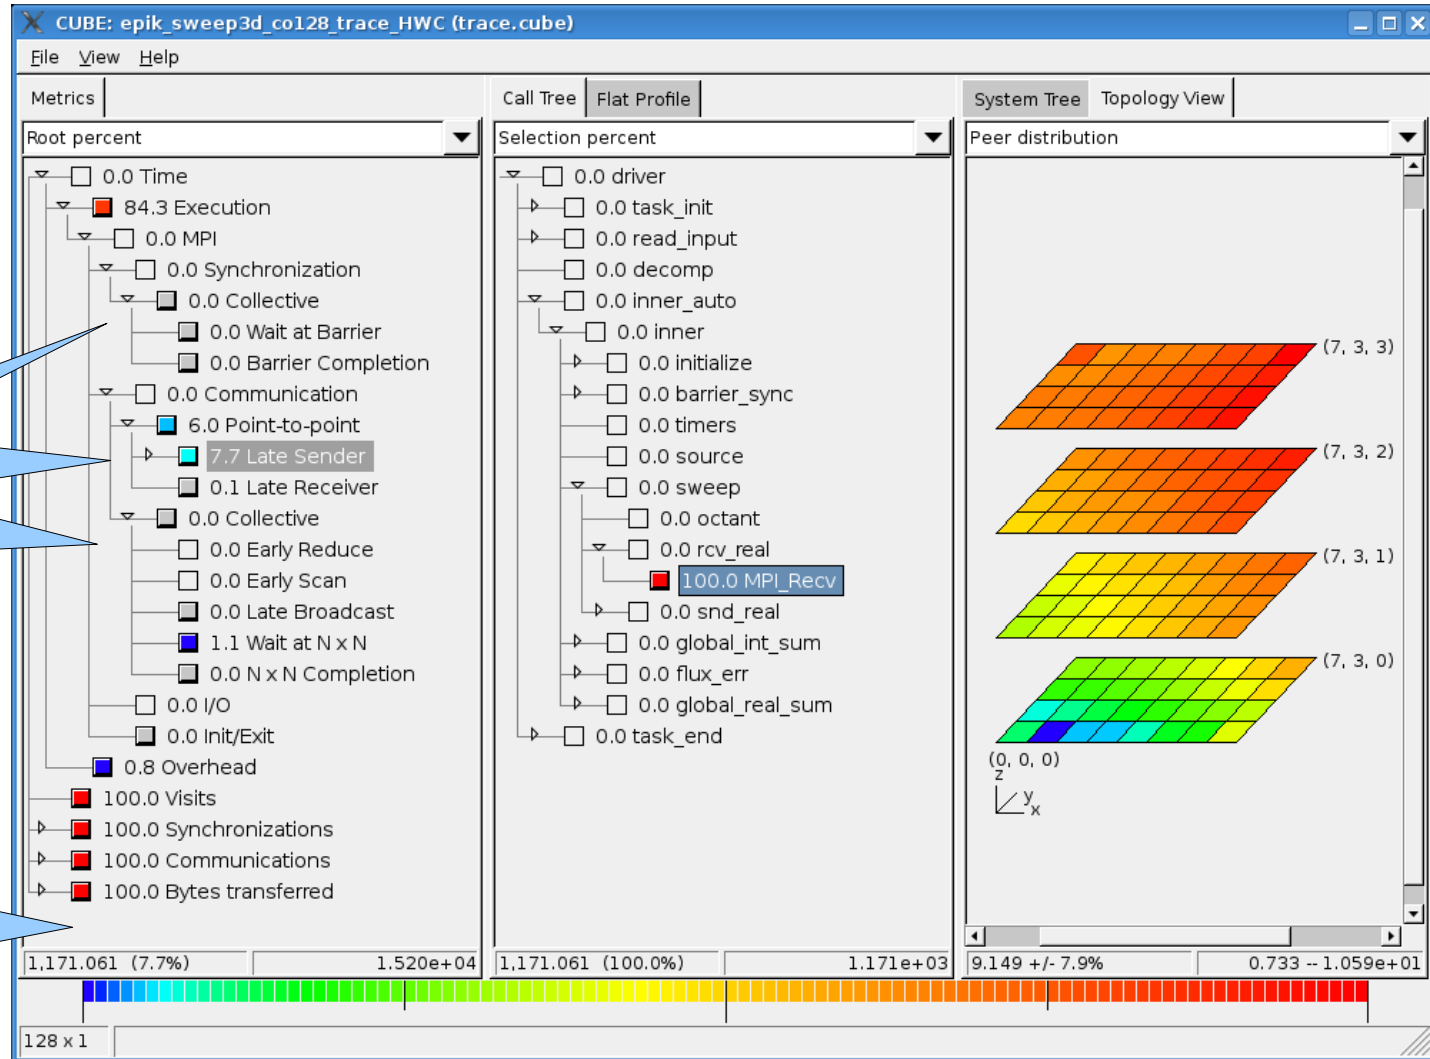 CUBE: epik_sweep3d_co128_trace_HWC (trace.cube)
File View Help
Metrics
Root percent
0.0 Time
84.3 Execution
0.0 MPI
0.0 Synchronization
0.0 Collective
0.0 Wait at Barrier
0.0 Barrier Completion
0.0 Communication
6.0 Point-to-point
7.7 Late Sender
0.1 Late Receiver
0.0 Collective
0.0 Early Reduce
0.0 Early Scan
0.0 Late Broadcast
1.1 Wait at N x N
0.0 N x N Completion
0.0 I/O
0.0 Init/Exit
0.8 Overhead
100.0 Visits
100.0 Synchronizations
100.0 Communications
100.0 Bytes transferred
1,171.061 (7.7%) 1.520e+04
Call Tree Flat Profile
Selection percent
0.0 driver
0.0 task_init
0.0 read_input
0.0 decomp
0.0 inner_auto
0.0 inner
0.0 initialize
0.0 barrier_sync
0.0 timers
0.0 source
0.0 sweep
0.0 octant
0.0 rcv_real
100.0 MPI_Recv
0.0 snd_real
0.0 global_int_sum
0.0 flux_err
0.0 global_real_sum
0.0 task_end
1,171.061 (100.0%) 1.171e+03
System Tree Topology View
Peer distribution
(7, 3, 3)
(7, 3, 2)
(7, 3, 1)
(7, 3, 0)
(0, 0, 0)
z
y
x
9.149 +/- 7.9% 0.733 -- 1.059e+01
128 x 1